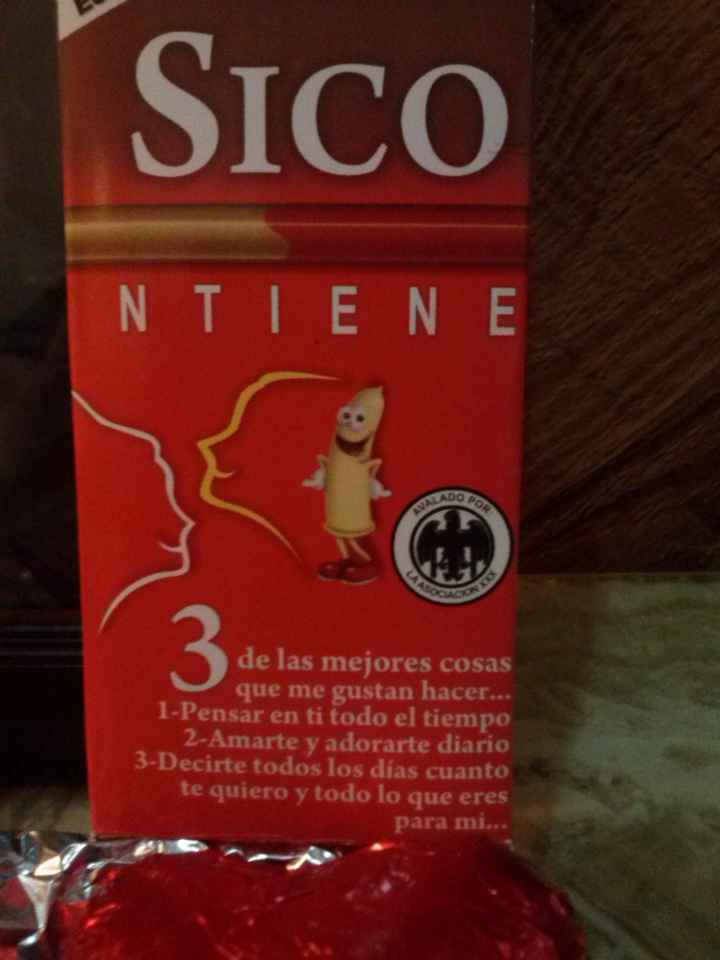 SICO
NTIENE
AVALADO POR:
LA ASOCIACION XXX
3 de las mejores cosas
que me gustan hacer...
1-Pensar en ti todo el tiempo
2-Amarte y adorarte diario
3-Decirte todos los días cuanto
te quiero y todo lo que eres
para mi...